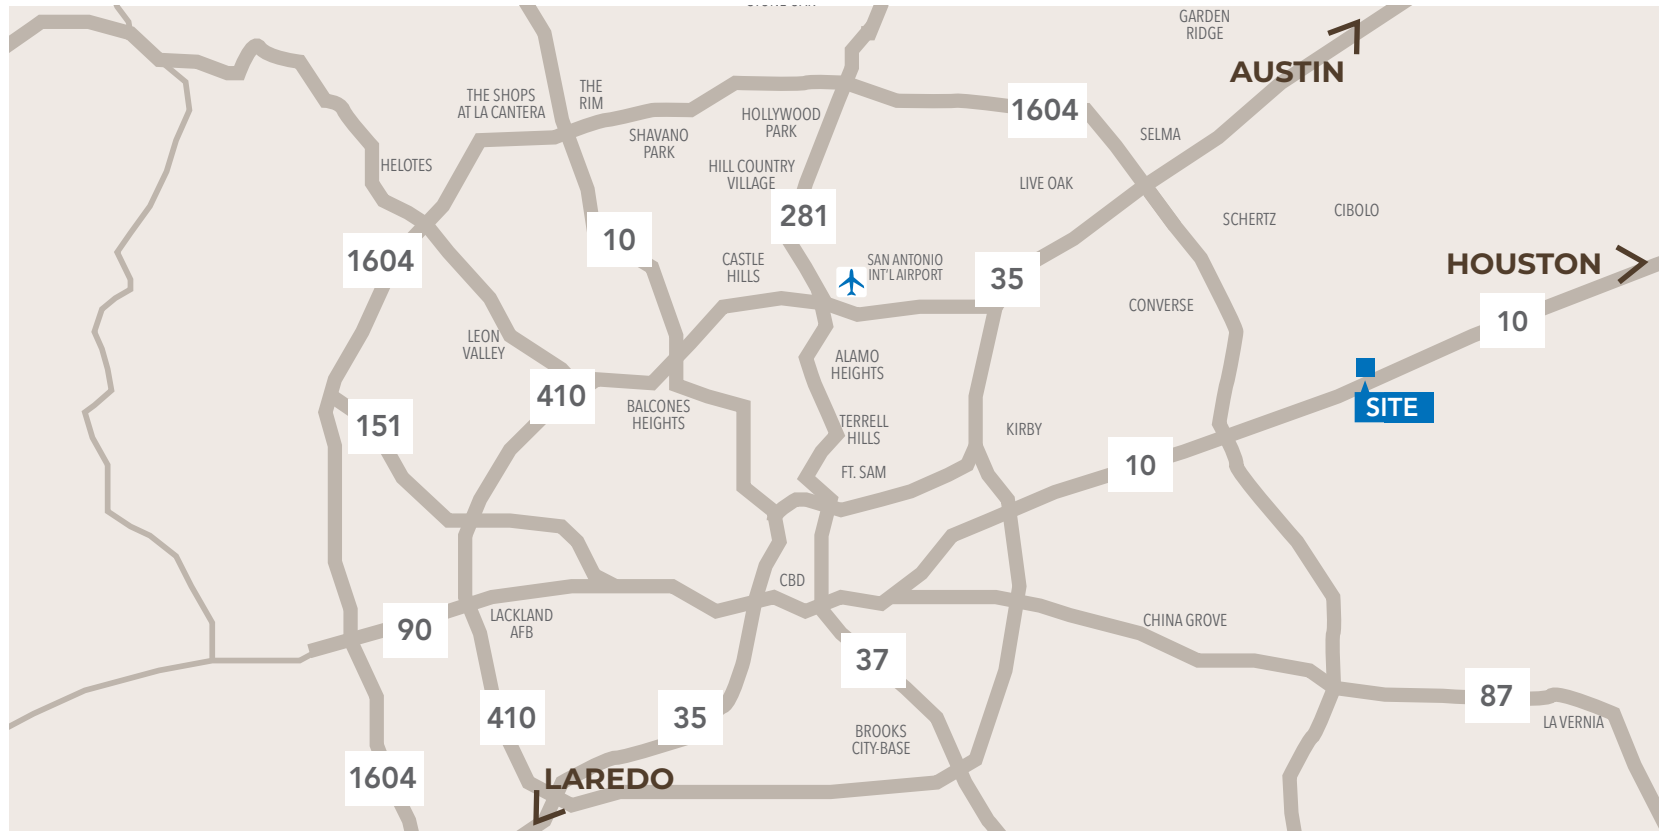 GARDEN
RIDGE
AUSTIN
THE SHOPS
AT LA CANTERA
THE
RIM
HOLLYWOOD
PARK
1604
SHAVANO
PARK
SELMA
HELOTES
HILL COUNTRY
VILLAGE
LIVE OAK
281
SCHERTZ
CIBOLO
10
1604
CASTLE
HILLS
SAN ANTONIO
INT'L AIRPORT
35
HOUSTON
CONVERSE
10
LEON
VALLEY
ALAMO
HEIGHTS
410
BALCONES
HEIGHTS
SITE
151
TERRELL
HILLS
KIRBY
FT. SAM
10
CBD
LACKLAND
AFB
90
CHINA GROVE
37
410
35
87
LA VERNIA
BROOKS
CITY-BASE
1604
LAREDO